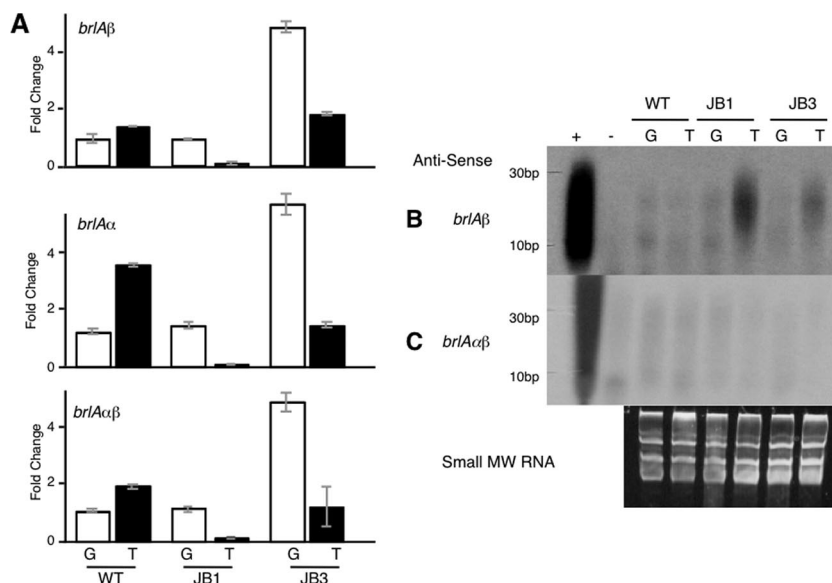 A
brlAβ
Fold Change
4
2
0
brlAα
Fold Change
4
2
0
brlAαβ
Fold Change
4
2
0
G T G T G T
WT JB1 JB3
WT JB1 JB3
+ - G T G T G T
Anti-Sense
30bp
B brlAβ
10bp
30bp
C brlAαβ
10bp
Small MW RNA